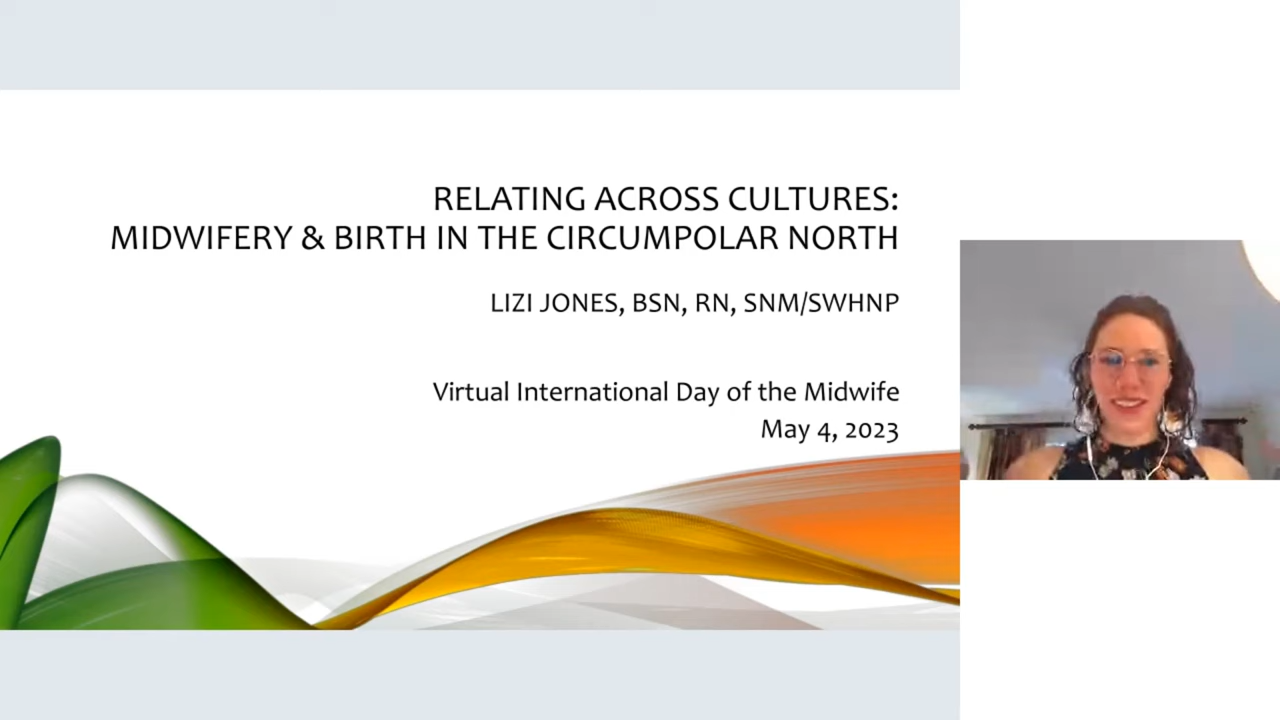 RELATING ACROSS CULTURES:
MIDWIFERY & BIRTH IN THE CIRCUMPOLAR NORTH
LIZI JONES, BSN, RN, SNM/SWHNP
Virtual International Day of the Midwife
May 4, 2023